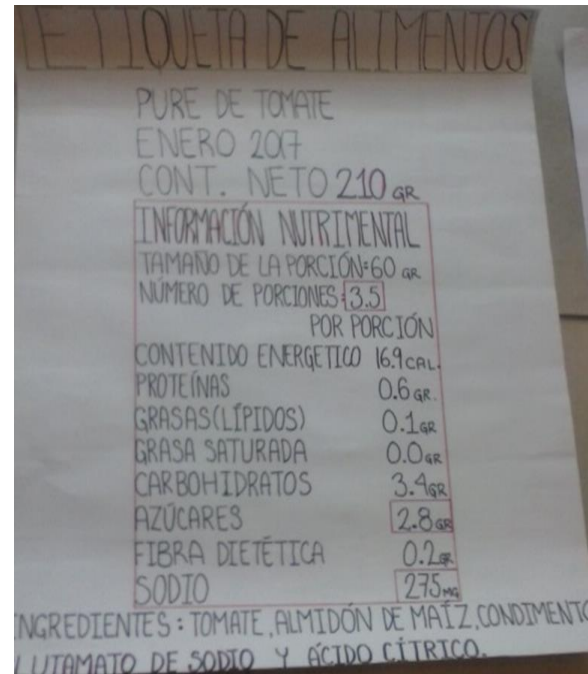 ETIQUETA DE ALIMENTOS
PURE DE TOMATE
ENERO 2017
CONT. NETO 210 GR
INFORMACIÓN NUTRIMENTAL
TAMAÑO DE LA PORCIÓN:60 GR
NÚMERO DE PORCIONES:3.5
POR PORCIÓN
CONTENIDO ENERGETICO 16.9 CAL.
PROTEÍNAS 0.6 GR.
GRASAS(LÍPIDOS) 0.1 GR
GRASA SATURADA 0.0 GR
CARBOHIDRATOS 3.4 GR
AZÚCARES 2.8 GR
FIBRA DIETÉTICA 0.2 GR
SODIO 275 MG
INGREDIENTES: TOMATE, ALMIDÓN DE MAÍZ, CONDIMENTO
LUTAMATO DE SODIO Y ÁCIDO CÍTRICO.